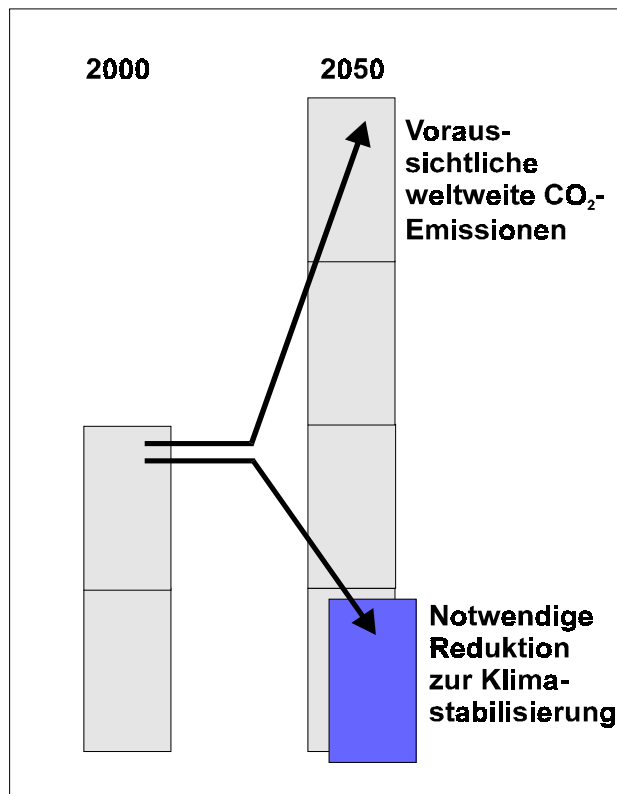 2000
2050
Voraus-
sichtliche
weltweite CO₂-
Emissionen
Notwendige
Reduktion
zur Klima-
stabilisierung